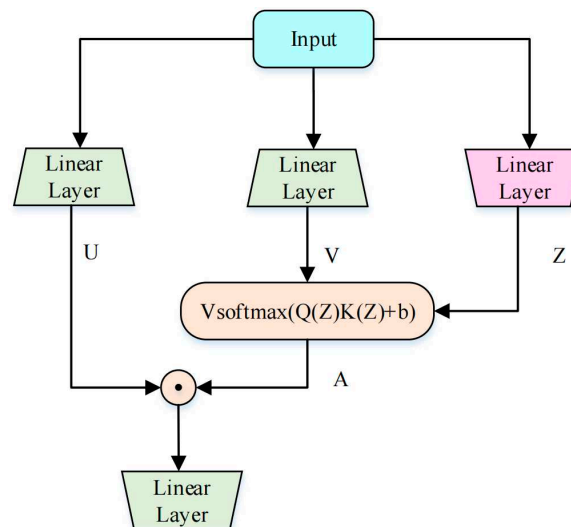 Input
Linear
Layer
Linear
Layer
Linear
Layer
U
V
Z
Vsoftmax(Q(Z)K(Z)+b)
A
Linear
Layer